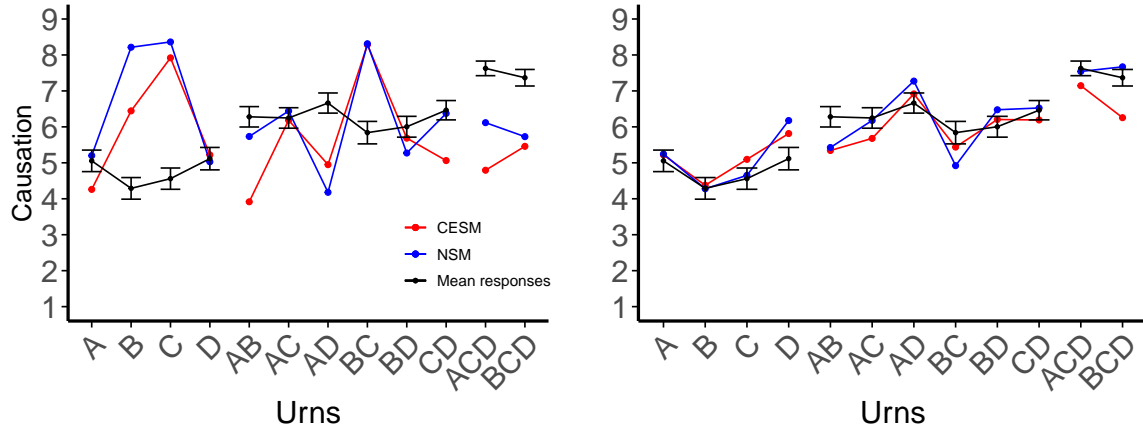 Causation
9
8
7
6
5
4
3
2
1
CESM
NSM
Mean responses
A
B
C
D
AB
AC
AD
BC
BD
CD
ACD
BCD
Urns
9
8
7
6
5
4
3
2
1
A
B
C
D
AB
AC
AD
BC
BD
CD
ACD
BCD
Urns